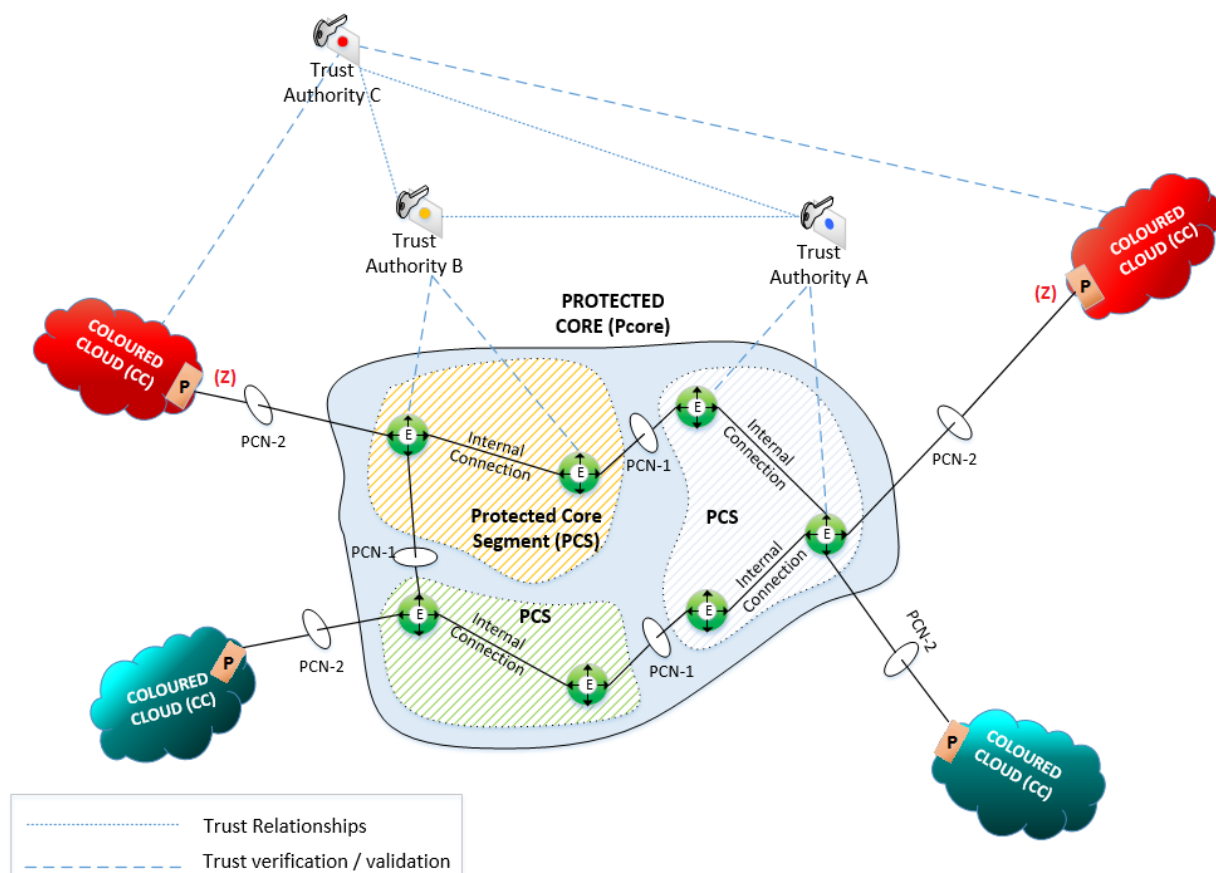 Trust
Authority C
Trust
Authority B
Trust
Authority A
COLOURED
CLOUD (CC)
P
(Z)
PROTECTED
CORE (Pcore)
COLOURED
CLOUD (CC)
P
(Z)
PCN-2
E
Internal
Connection
E
PCN-1
E
Internal
Connection
PCN-2
Protected Core
Segment (PCS)
PCS
E
Internal
Connection
PCN-1
E
PCS
E
Internal
Connection
E
PCN-1
PCN-2
P
COLOURED
CLOUD (CC)
PCN-2
P
COLOURED
CLOUD (CC)
Trust Relationships
Trust verification / validation